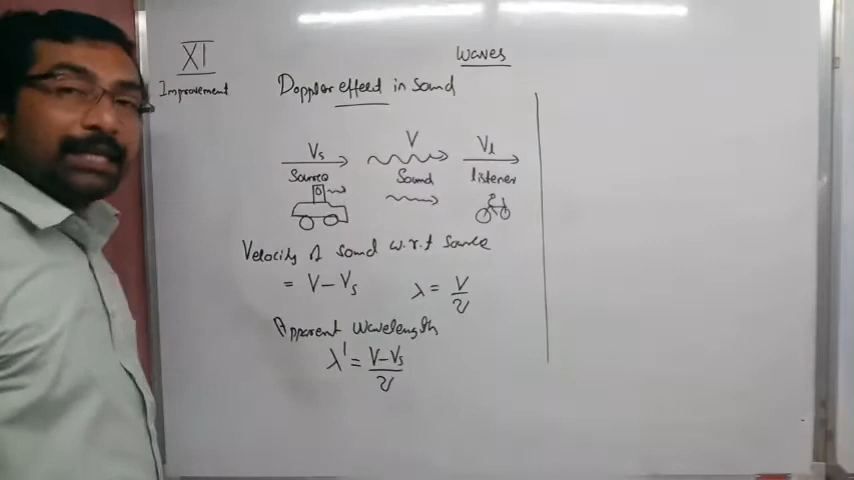 XI
Improvement
Waves
Doppler effect in sound
Vs V Vl
Source Sound listener
Velocity of sound w.r.t source
= V - Vs λ = V/ν
Apparent wavelength
λ' = V-Vs/ν